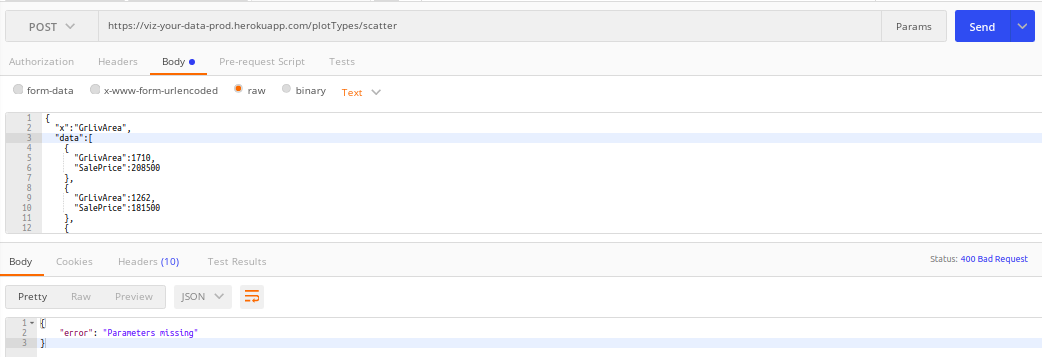 POST https://viz-your-data-prod.herokuapp.com/plotTypes/scatter Params Send
Authorization Headers Body Pre-request Script Tests
form-data x-www-form-urlencoded raw binary Text
1 {
2 "x":"GrLivArea",
3 "data":[
4 {
5 "GrLivArea":1710,
6 "SalePrice":208500
7 },
8 {
9 "GrLivArea":1262,
10 "SalePrice":181500
11 },
12 {
Body Cookies Headers (10) Test Results Status: 400 Bad Request
Pretty Raw Preview JSON
1 {
2 "error": "Parameters missing"
3 }